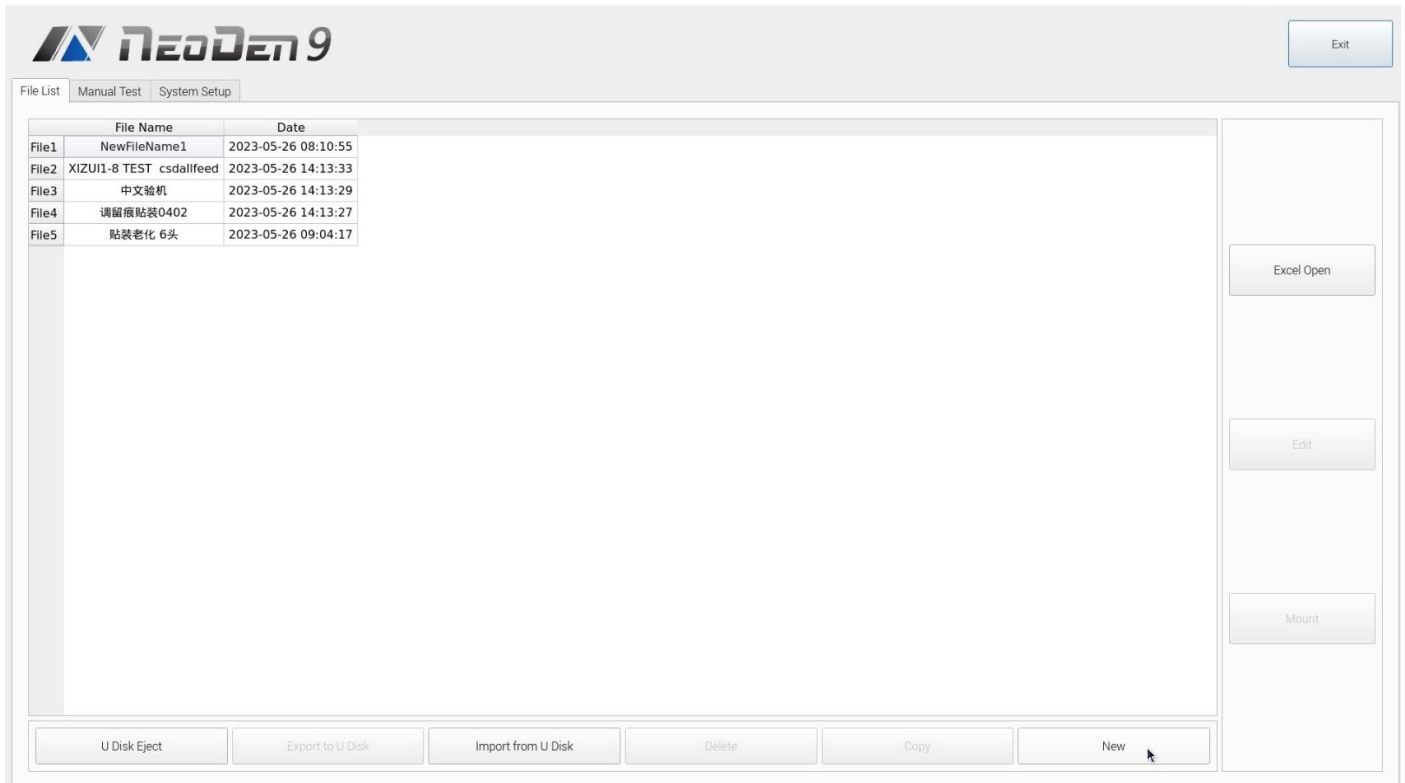 NEODEN 9
Exit
File List Manual Test System Setup
File Name Date
File1 NewFileName1 2023-05-26 08:10:55
File2 XIZUI1-8 TEST csdallfeed 2023-05-26 14:13:33
File3 中文验机 2023-05-26 14:13:29
File4 调留痕贴装0402 2023-05-26 14:13:27
File5 贴装老化 6头 2023-05-26 09:04:17
Excel Open
Edit
Mount
U Disk Eject Export to U Disk Import from U Disk Delete Copy New